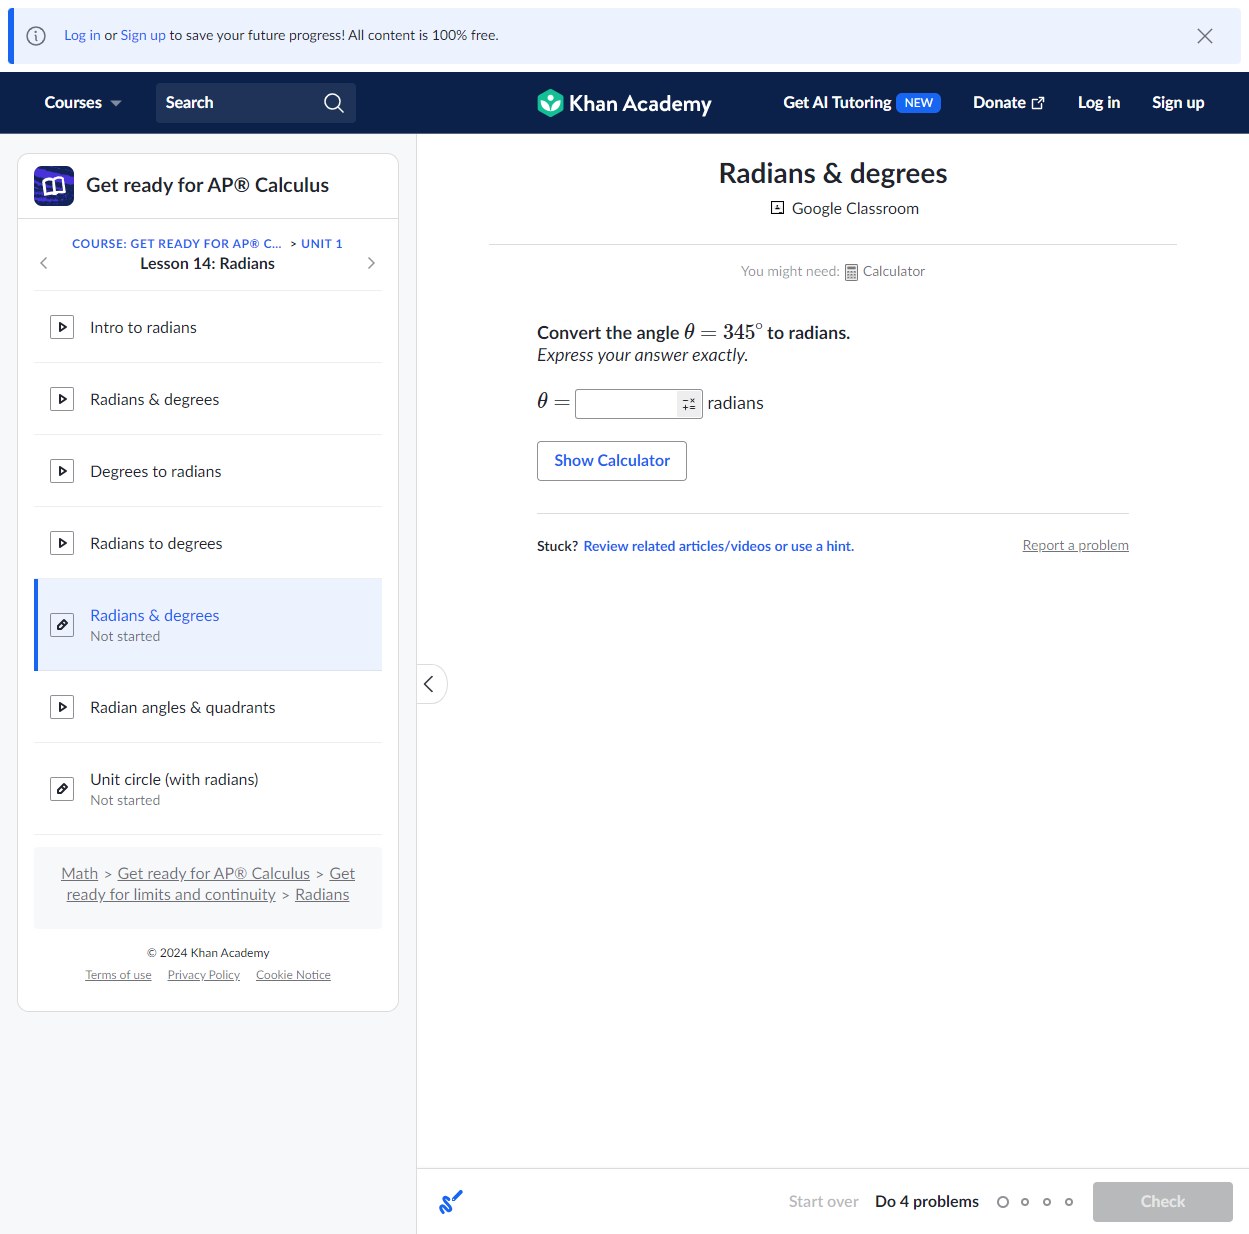 Log in or Sign up to save your future progress! All content is 100% free.
Courses
Search
Khan Academy
Get AI Tutoring NEW
Donate
Log in
Sign up
Get ready for AP® Calculus
COURSE: GET READY FOR AP® C... > UNIT 1
Lesson 14: Radians
Intro to radians
Radians & degrees
Degrees to radians
Radians to degrees
Radians & degrees
Not started
Radian angles & quadrants
Unit circle (with radians)
Not started
Math > Get ready for AP® Calculus > Get
ready for limits and continuity > Radians
© 2024 Khan Academy
Terms of use Privacy Policy Cookie Notice
Radians & degrees
Google Classroom
You might need: Calculator
Convert the angle θ = 345° to radians.
Express your answer exactly.
θ = radians
Show Calculator
Stuck? Review related articles/videos or use a hint.
Report a problem
Start over
Do 4 problems
Check